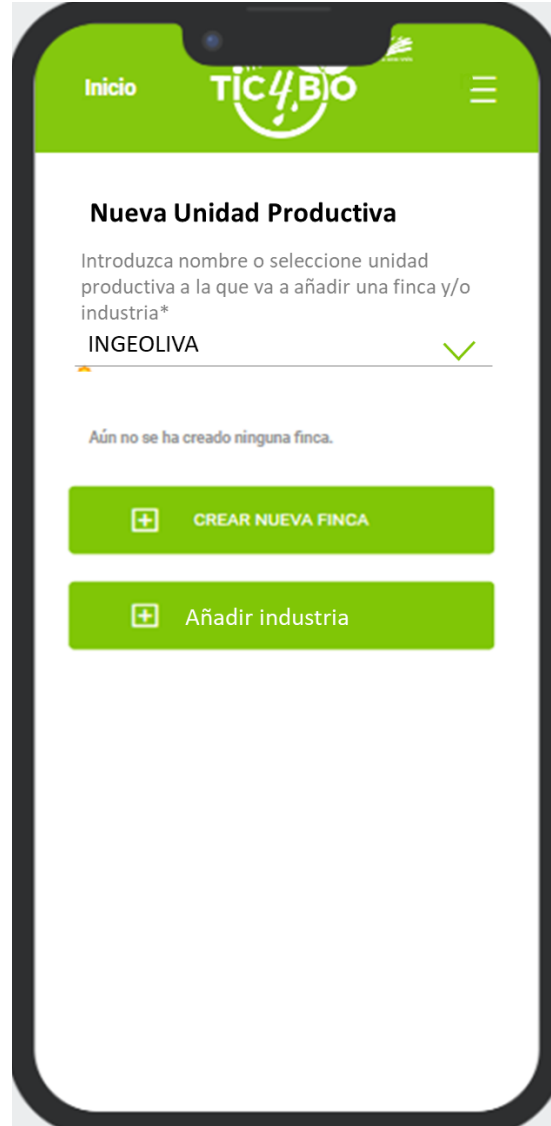 Inicio
TIC4BIO
Nueva Unidad Productiva
Introduzca nombre o seleccione unidad
productiva a la que va a añadir una finca y/o
industria*
INGEOLIVA
Aún no se ha creado ninguna finca.
CREAR NUEVA FINCA
Añadir industria